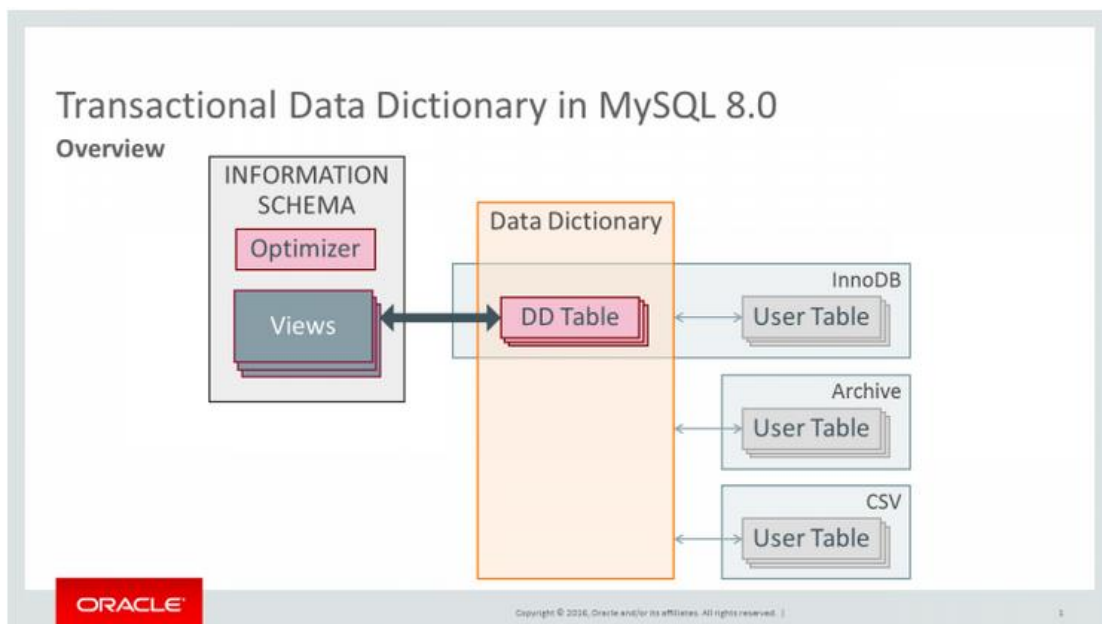 Transactional Data Dictionary in MySQL 8.0
Overview
INFORMATION
SCHEMA
Optimizer
Views
Data Dictionary
DD Table
InnoDB
User Table
Archive
User Table
CSV
User Table
ORACLE®
Copyright © 2016, Oracle and/or its affiliates. All rights reserved. |